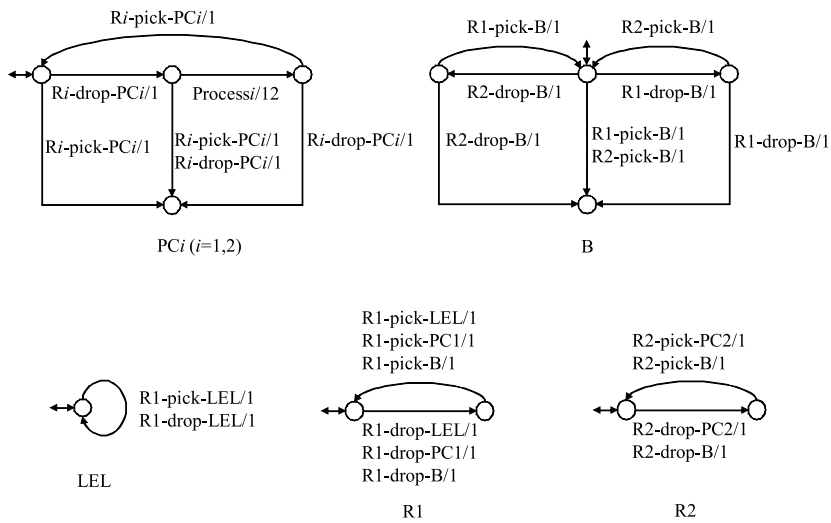 Ri-pick-PCi/1
Ri-drop-PCi/1
Processi/12
Ri-pick-PCi/1
Ri-pick-PCi/1
Ri-drop-PCi/1
Ri-drop-PCi/1
PCi (i=1,2)
R1-pick-B/1
R2-pick-B/1
R2-drop-B/1
R1-drop-B/1
R2-drop-B/1
R1-pick-B/1
R2-pick-B/1
R1-drop-B/1
B
R1-pick-LEL/1
R1-drop-LEL/1
LEL
R1-pick-LEL/1
R1-pick-PC1/1
R1-pick-B/1
R1-drop-LEL/1
R1-drop-PC1/1
R1-drop-B/1
R1
R2-pick-PC2/1
R2-pick-B/1
R2-drop-PC2/1
R2-drop-B/1
R2